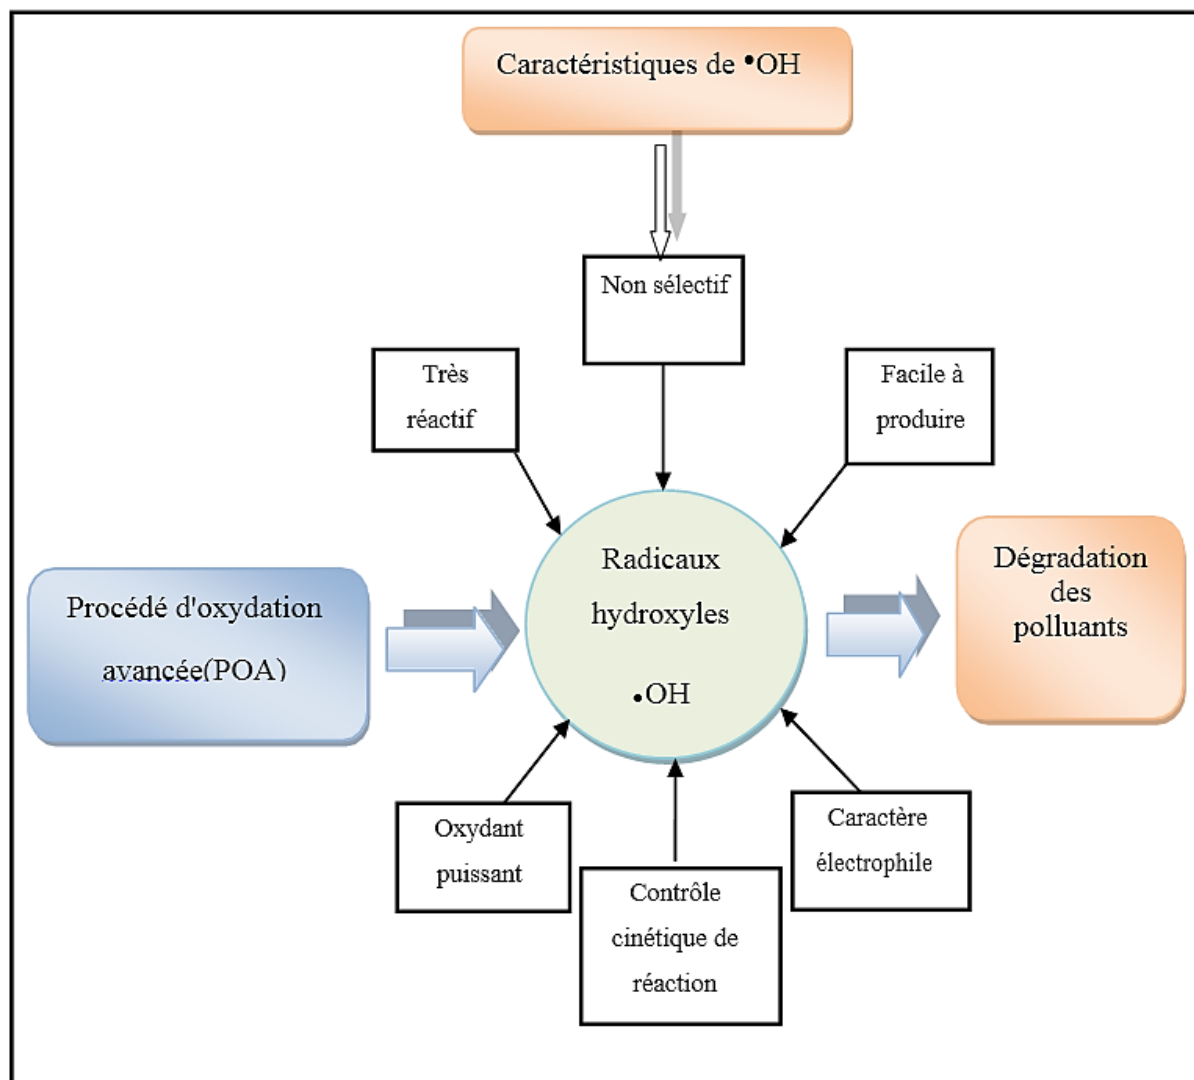 Caractéristiques de •OH
Non sélectif
Très
réactif
Facile à
produire
Radicaux
hydroxyles
•OH
Procédé d'oxydation
avancée(POA)
Dégradation
des
polluants
Oxydant
puissant
Contrôle
cinétique de
réaction
Caractère
électrophile